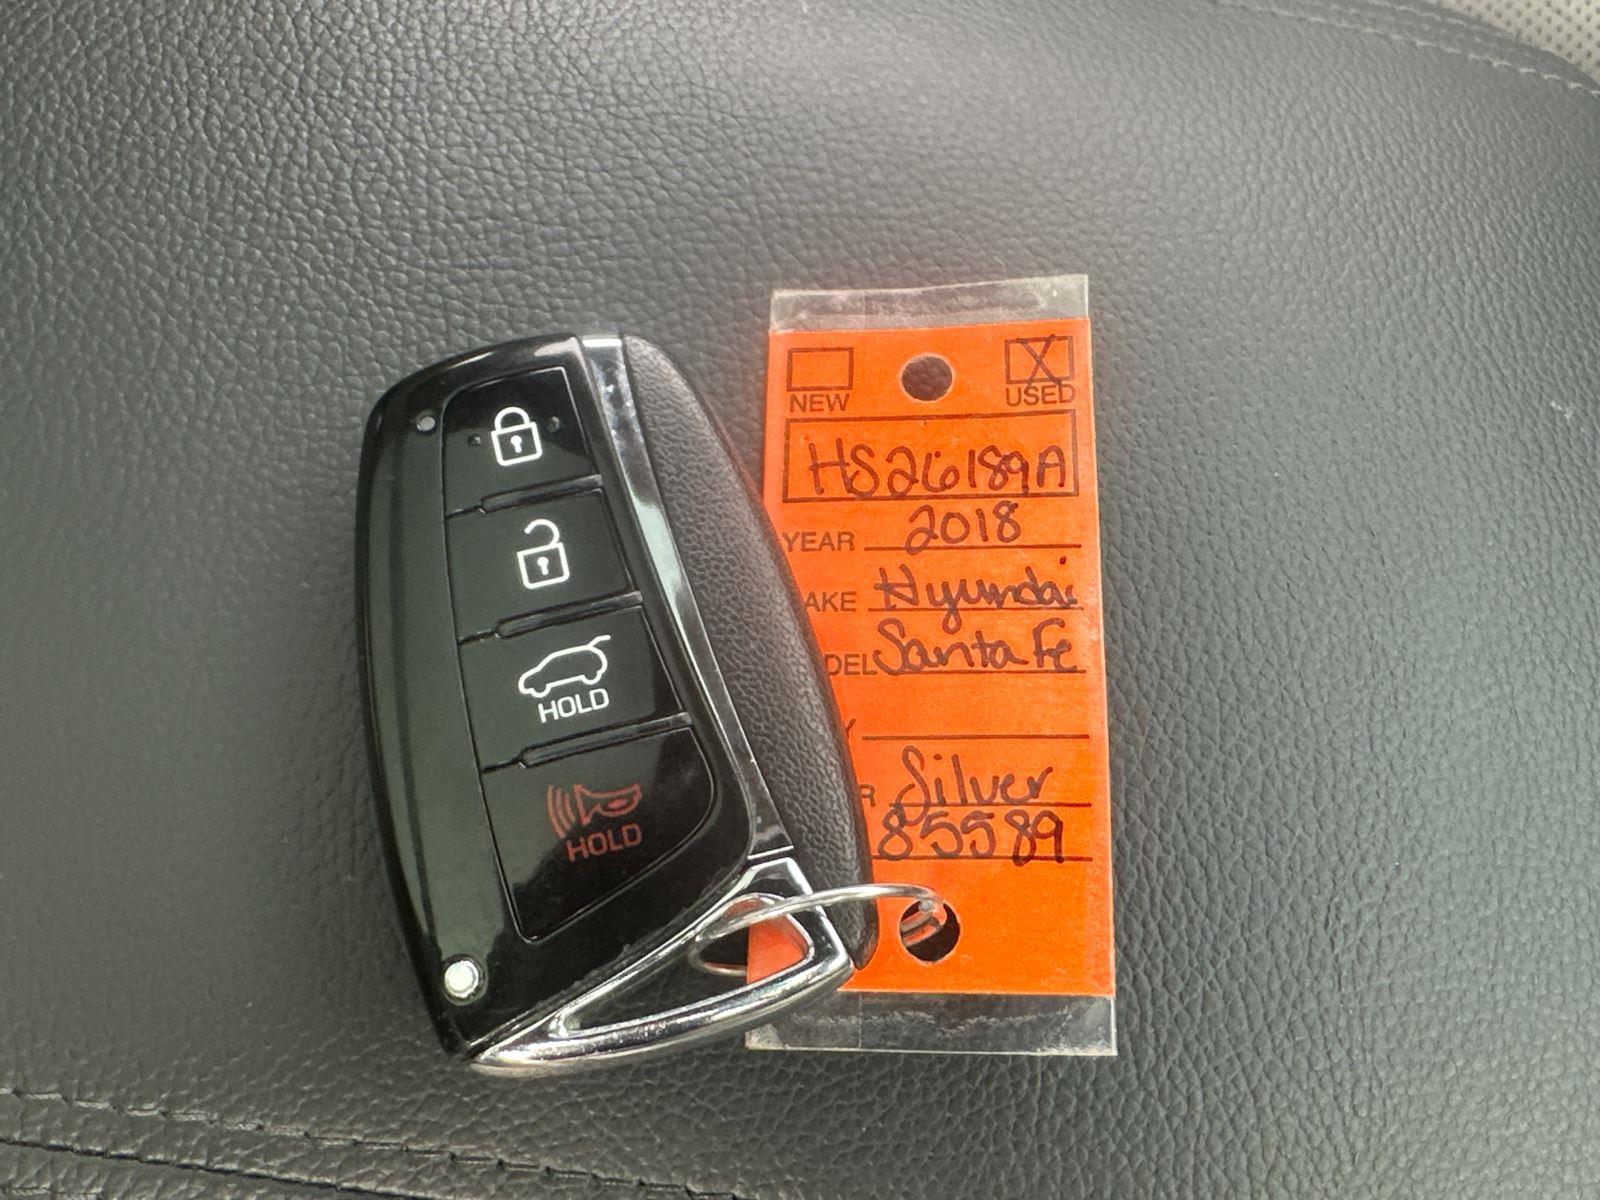 HOLD
HOLD
NEW USED
HS26189A
YEAR 2018
AKE Hyundai
DEL Santa Fe
Y
R Silver
85589